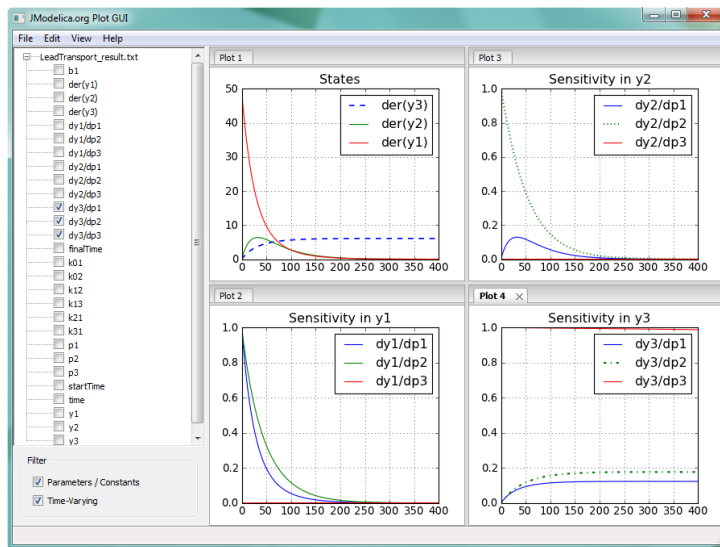 JModelica.org Plot GUI
File Edit View Help
LeadTransport_result.txt
b1
der(y1)
der(y2)
der(y3)
dy1/dp1
dy1/dp2
dy1/dp3
dy2/dp1
dy2/dp2
dy2/dp3
dy3/dp1
dy3/dp2
dy3/dp3
finalTime
k01
k02
k12
k13
k21
k31
p1
p2
p3
startTime
time
y1
y2
y3
Filter
Parameters / Constants
Time-Varying
Plot 1
States
50
40
30
20
10
0
der(y3)
der(y2)
der(y1)
0 50 100 150 200 250 300 350 400
Plot 3
Sensitivity in y2
1.0
0.8
0.6
0.4
0.2
0.0
dy2/dp1
dy2/dp2
dy2/dp3
0 50 100 150 200 250 300 350 400
Plot 2
Sensitivity in y1
1.0
0.8
0.6
0.4
0.2
0.0
dy1/dp1
dy1/dp2
dy1/dp3
0 50 100 150 200 250 300 350 400
Plot 4
Sensitivity in y3
1.0
0.8
0.6
0.4
0.2
0.0
dy3/dp1
dy3/dp2
dy3/dp3
0 50 100 150 200 250 300 350 400